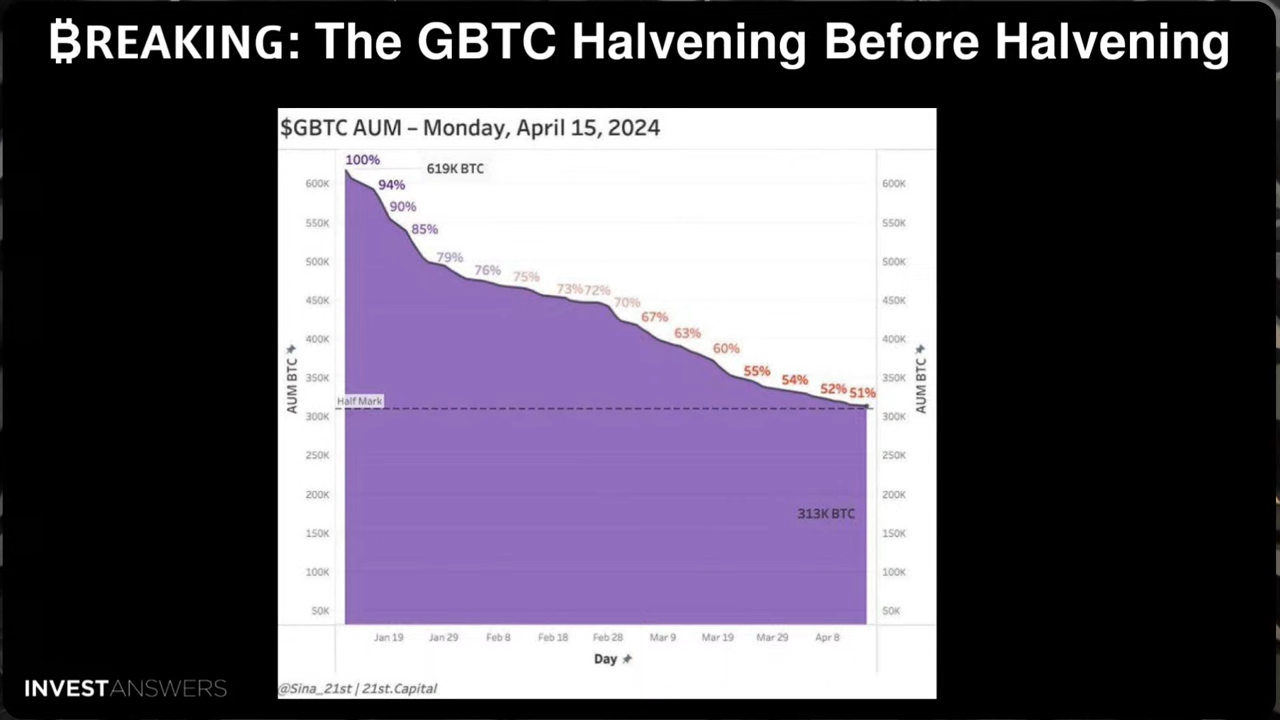 ₿REAKING: The GBTC Halvening Before Halvening
$GBTC AUM – Monday, April 15, 2024
100%
619K BTC
94%
90%
85%
79%
76%
75%
73%
72%
70%
67%
63%
60%
55%
54%
52%
51%
600K
550K
500K
450K
400K
350K
300K
250K
200K
150K
100K
50K
AUM BTC
Half Mark
313K BTC
600K
550K
500K
450K
400K
350K
300K
250K
200K
150K
100K
50K
AUM BTC
Jan 19
Jan 29
Feb 8
Feb 18
Feb 28
Mar 9
Mar 19
Mar 29
Apr 8
Day
@Sina_21st | 21st.Capital
INVESTANSWERS